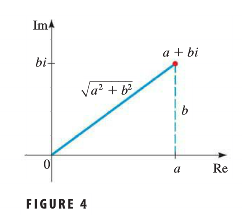 Im
a + bi
bi
√a² + b²
b
0
a
Re
FIGURE 4